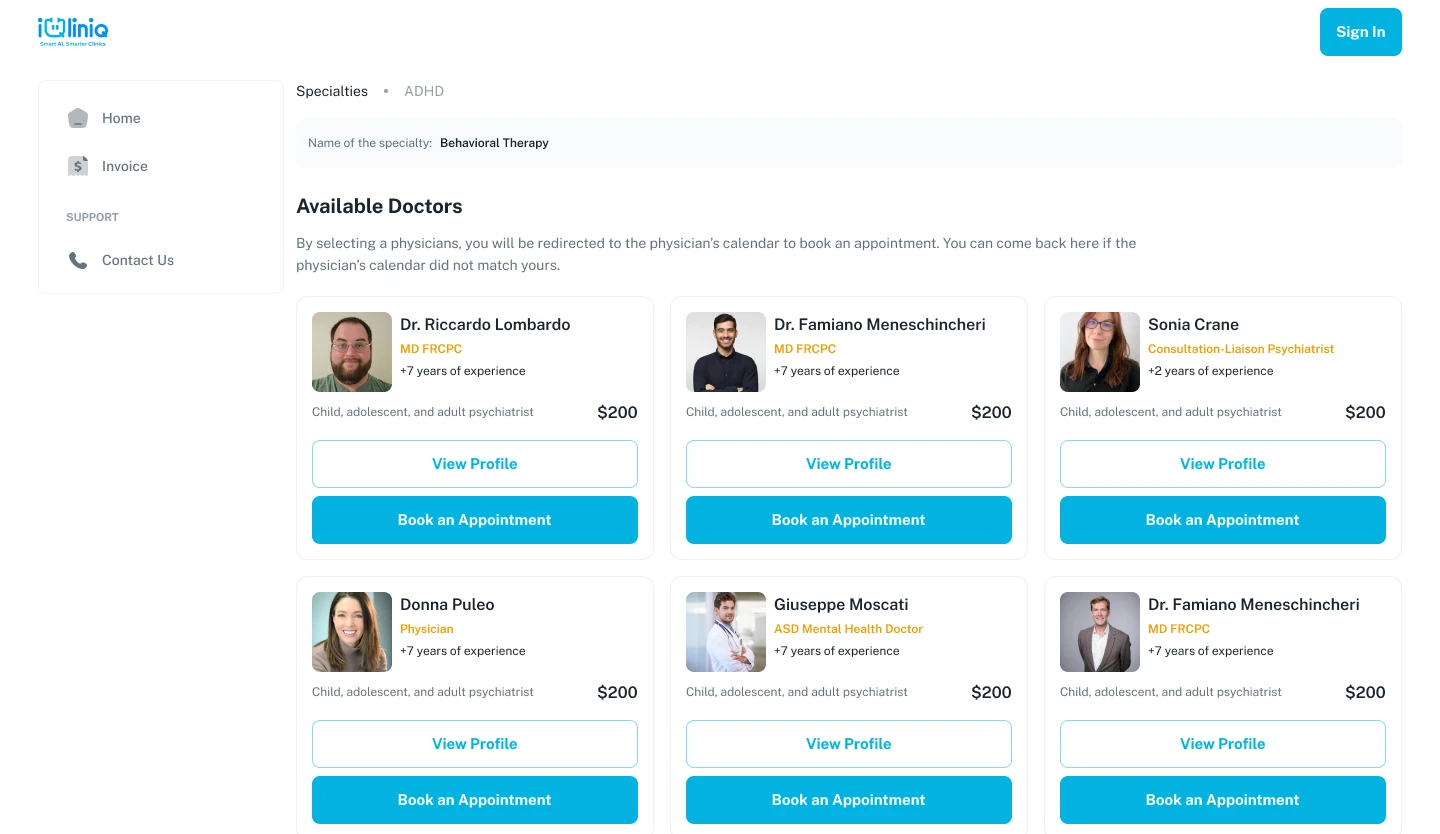 iQliniQ
Smart AI, Smarter Clinics
Sign In
Home
Invoice
SUPPORT
Contact Us
Specialties • ADHD
Name of the specialty: Behavioral Therapy
Available Doctors
By selecting a physicians, you will be redirected to the physician’s calendar to book an appointment. You can come back here if the
physician’s calendar did not match yours.
Dr. Riccardo Lombardo
MD FRCPC
+7 years of experience
Child, adolescent, and adult psychiatrist $200
View Profile
Book an Appointment
Dr. Famiano Meneschincheri
MD FRCPC
+7 years of experience
Child, adolescent, and adult psychiatrist $200
View Profile
Book an Appointment
Sonia Crane
Consultation-Liaison Psychiatrist
+2 years of experience
Child, adolescent, and adult psychiatrist $200
View Profile
Book an Appointment
Donna Puleo
Physician
+7 years of experience
Child, adolescent, and adult psychiatrist $200
View Profile
Book an Appointment
Giuseppe Moscati
ASD Mental Health Doctor
+7 years of experience
Child, adolescent, and adult psychiatrist $200
View Profile
Book an Appointment
Dr. Famiano Meneschincheri
MD FRCPC
+7 years of experience
Child, adolescent, and adult psychiatrist $200
View Profile
Book an Appointment